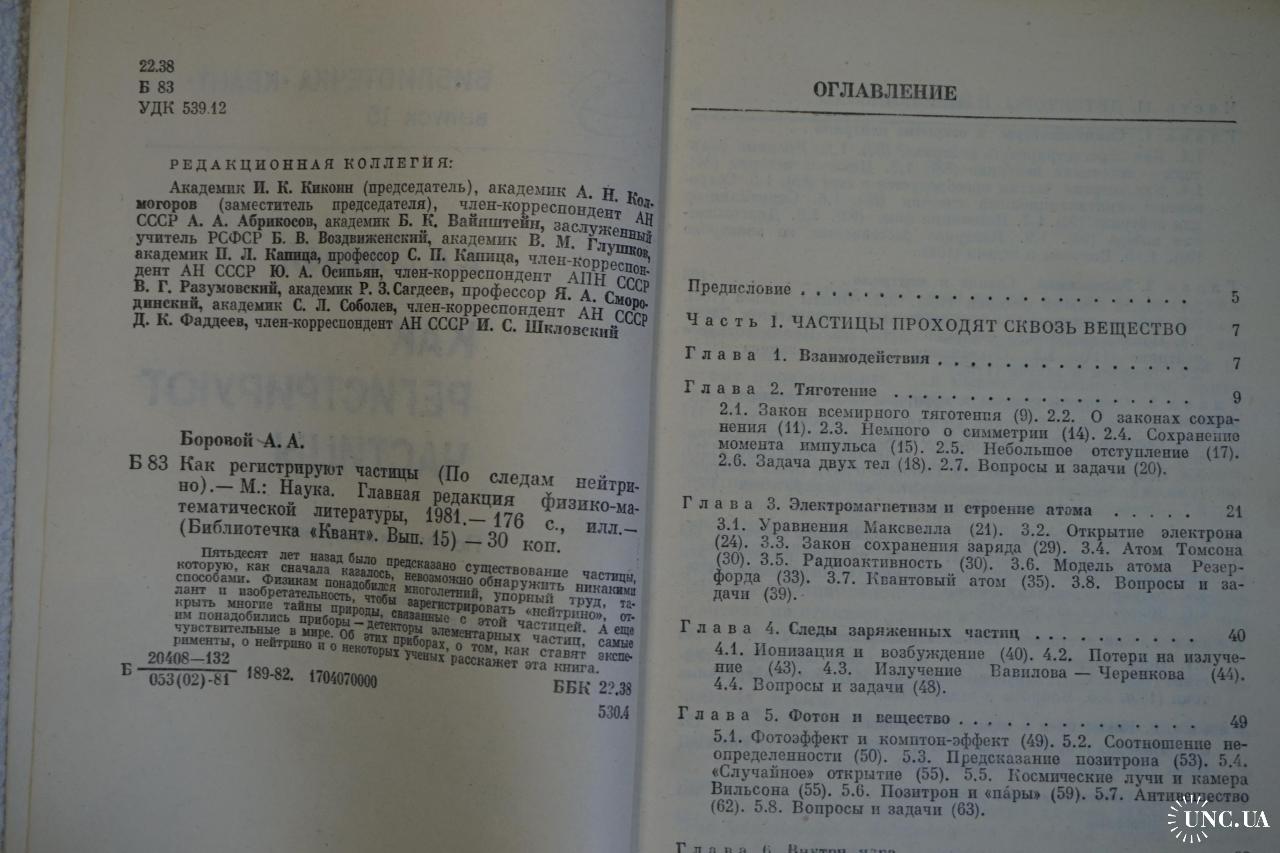 22.38
Б 83
УДК 539.12
РЕДАКЦИОННАЯ КОЛЛЕГИЯ:
Академик И. К. Кикоин (председатель), академик А. Н. Кол-
могоров (заместитель председателя), член-корреспондент АН
СССР А. А. Абрикосов, академик Б. К. Вайнштейн, заслуженный
учитель РСФСР Б. В. Воздвиженский, академик В. М. Глушков,
академик П. Л. Капица, профессор С. П. Капица, член-корреспон-
дент АН СССР Ю. А. Осипьян, член-корреспондент АПН СССР
В. Г. Разумовский, академик Р. З. Сагдеев, профессор Я. А. Сморо-
динский, академик С. Л. Соболев, член-корреспондент АН СССР
Д. К. Фаддеев, член-корреспондент АН СССР И. С. Шкловский
Боровой А. А.
Б 83 Как регистрируют частицы (По следам нейтри-
но).— М.: Наука. Главная редакция физико-ма-
тематической литературы, 1981.— 176 с., илл.—
(Библиотечка «Квант». Вып. 15) — 30 коп.
Пятьдесят лет назад было предсказано существование частицы,
которую, как сначала казалось, невозможно обнаружить никакими
способами. Физикам понадобился многолетний, упорный труд, та-
лант и изобретательность, чтобы зарегистрировать «нейтрино», от-
крыть многие тайны природы, связанные с этой частицей. А еще
им понадобились приборы — детекторы элементарных частиц, самые
чувствительные в мире. Об этих приборах, о том, как ставят экспе-
рименты, о нейтрино и о некоторых ученых расскажет эта книга.
Б 20408—132
053(02)-81 189-82. 1704070000
ББК 22.38
530.4
ОГЛАВЛЕНИЕ
Предисловие . . . . . . . . . . . . . . . . . . . . . . . 5
Часть I. ЧАСТИЦЫ ПРОХОДЯТ СКВОЗЬ ВЕЩЕСТВО 7
Глава 1. Взаимодействия . . . . . . . . . . . . . . . 7
Глава 2. Тяготение . . . . . . . . . . . . . . . . . . 9
2.1. Закон всемирного тяготения (9). 2.2. О законах сохра-
нения (11). 2.3. Немного о симметрии (14). 2.4. Сохранение
момента импульса (15). 2.5. Небольшое отступление (17).
2.6. Задача двух тел (18). 2.7. Вопросы и задачи (20).
Глава 3. Электромагнетизм и строение атома . . . . . 21
3.1. Уравнения Максвелла (21). 3.2. Открытие электрона
(24). 3.3. Закон сохранения заряда (29). 3.4. Атом Томсона
(30). 3.5. Радиоактивность (30). 3.6. Модель атома Резер-
форда (33). 3.7. Квантовый атом (35). 3.8. Вопросы и за-
дачи (39).
Глава 4. Следы заряженных частиц . . . . . . . . . . 40
4.1. Ионизация и возбуждение (40). 4.2. Потери на излуче-
ние (43). 4.3. Излучение Вавилова — Черенкова (44).
4.4. Вопросы и задачи (48).
Глава 5. Фотон и вещество . . . . . . . . . . . . . . 49
5.1. Фотоэффект и комптон-эффект (49). 5.2. Соотношение не-
определенности (50). 5.3. Предсказание позитрона (53). 5.4.
«Случайное» открытие (55). 5.5. Космические лучи и камера
Вильсона (55). 5.6. Позитрон и «па́ры» (59). 5.7. Антивещество
(62). 5.8. Вопросы и задачи (63).
Глава 6. Внутри ядра
UNC.UA